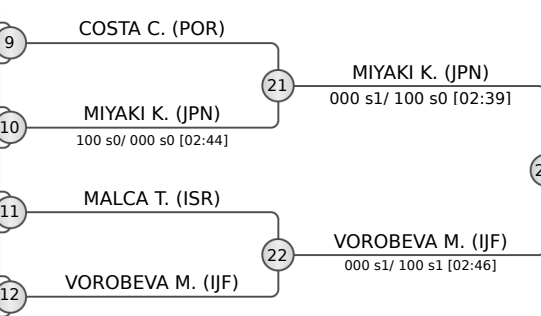 COSTA C. (POR)
9
21
MIYAKI K. (JPN)
000 s1/ 100 s0 [02:39]
MIYAKI K. (JPN)
10
100 s0/ 000 s0 [02:44]
MALCA T. (ISR)
11
22
VOROBEVA M. (IJF)
000 s1/ 100 s1 [02:46]
VOROBEVA M. (IJF)
12